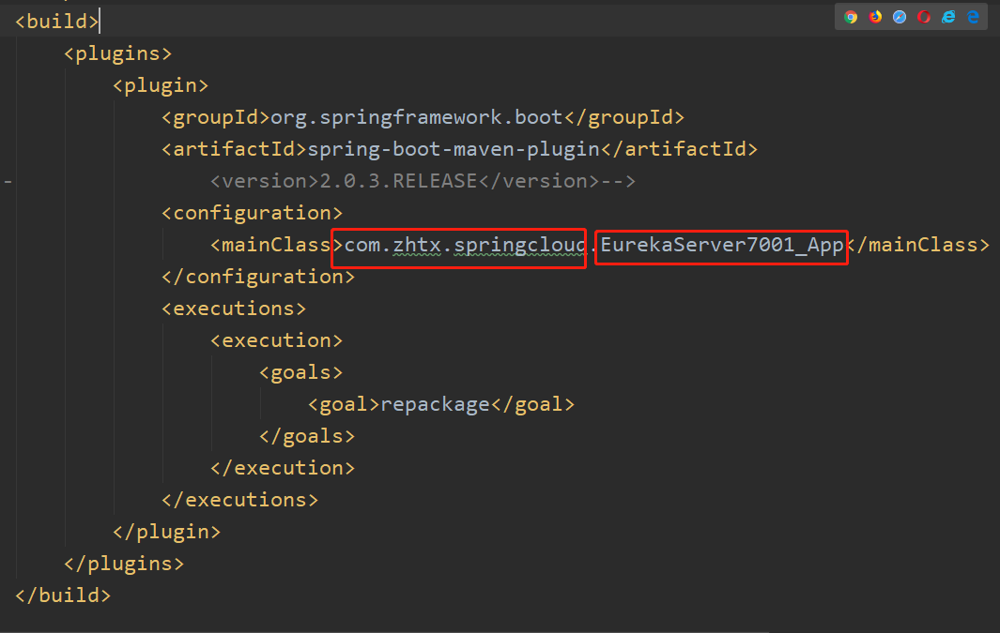 <build>
<plugins>
<plugin>
<groupId>org.springframework.boot</groupId>
<artifactId>spring-boot-maven-plugin</artifactId>
<version>2.0.3.RELEASE</version>-->
<configuration>
<mainClass>com.zhtx.springcloud.EurekaServer7001_App</mainClass>
</configuration>
<executions>
<execution>
<goals>
<goal>repackage</goal>
</goals>
</execution>
</executions>
</plugin>
</plugins>
</build>